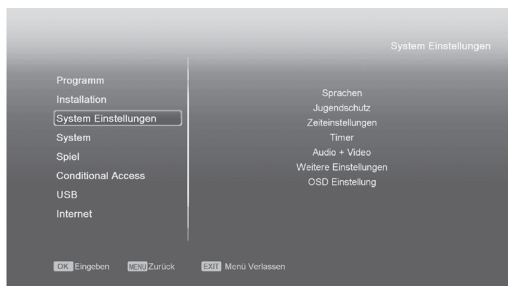 System Einstellungen
Programm
Installation
System Einstellungen
System
Spiel
Conditional Access
USB
Internet
Sprachen
Jugendschutz
Zeiteinstellungen
Timer
Audio + Video
Weitere Einstellungen
OSD Einstellung
OK Eingeben MENU Zurück EXIT Menü Verlassen